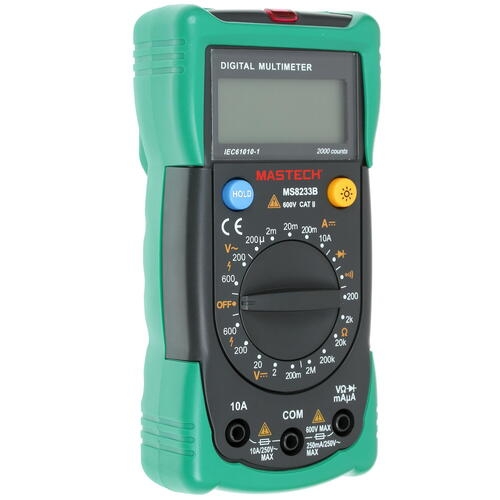 DIGITAL MULTIMETER
IEC61010-1 2000 counts
MASTECH
HOLD
MS8233B
600V CAT II
CE
A⎓
V~
200µ 2m 20m 200m 10A
200
600
OFF
600
200
20
V⎓
2
200m
2M
200k
20k
Ω
2k
200
10A
COM
VΩ
mAµA
10A/250V~
MAX
600V MAX
250mA/250V
MAX